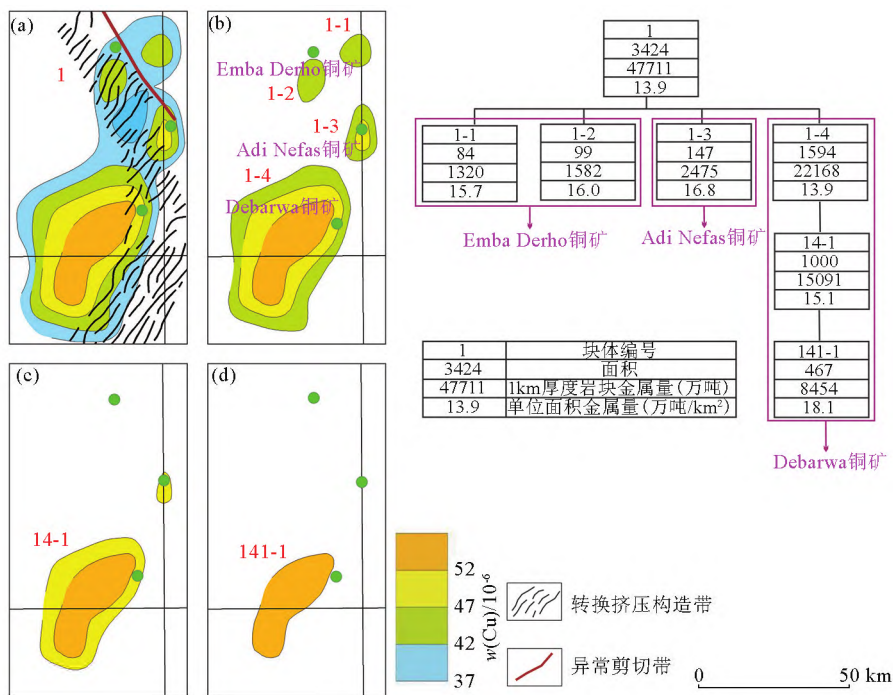 (a)
1
(b)
1-1
Emba Derho铜矿
1-2
1-3
Adi Nefas铜矿
1-4
Debarwa铜矿
(c)
14-1
(d)
141-1
1
3424
47711
13.9
1-1
84
1320
15.7
1-2
99
1582
16.0
1-3
147
2475
16.8
1-4
1594
22168
13.9
Emba Derho铜矿
Adi Nefas铜矿
14-1
1000
15091
15.1
141-1
467
8454
18.1
Debarwa铜矿
1 块体编号
3424 面积
47711 1km厚度岩块金属量(万吨)
13.9 单位面积金属量(万吨/km²)
52
47
42
37
w(Cu)/10⁻⁶
转换挤压构造带
异常剪切带
0 50 km